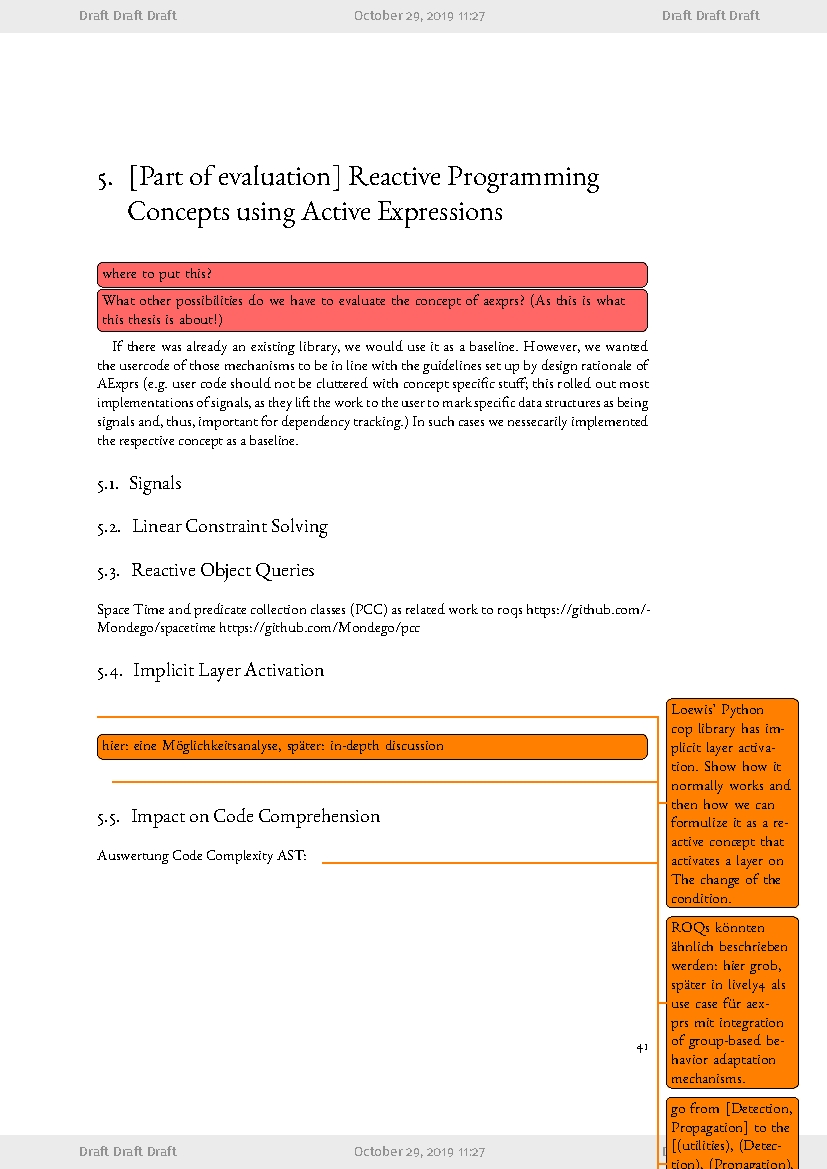 Draft Draft Draft October 29, 2019 11:27 Draft Draft Draft
5. [Part of evaluation] Reactive Programming
Concepts using Active Expressions
where to put this?
What other possibilities do we have to evaluate the concept of aexprs? (As this is what
this thesis is about!)
If there was already an existing library, we would use it as a baseline. However, we wanted
the usercode of those mechanisms to be in line with the guidelines set up by design rationale of
AExprs (e.g. user code should not be cluttered with concept specific stuff; this rolled out most
implementations of signals, as they lift the work to the user to mark specific data structures as being
signals and, thus, important for dependency tracking.) In such cases we nessecarily implemented
the respective concept as a baseline.
5.1. Signals
5.2. Linear Constraint Solving
5.3. Reactive Object Queries
Space Time and predicate collection classes (PCC) as related work to roqs https://github.com/-
Mondego/spacetime https://github.com/Mondego/pcc
5.4. Implicit Layer Activation
hier: eine Möglichkeitsanalyse, später: in-depth discussion
5.5. Impact on Code Comprehension
Auswertung Code Complexity AST:
Loewis' Python
cop library has im-
plicit layer activa-
tion. Show how it
normally works and
then how we can
formulize it as a re-
active concept that
activates a layer on
The change of the
condition.
ROQs könnten
ähnlich beschrieben
werden: hier grob,
später in lively4 als
use case für aex-
prs mit integration
of group-based be-
havior adaptation
mechanisms.
go from [Detection,
Propagation] to the
[(utilities), (Detec-
tion), (Propagation),
41
Draft Draft Draft October 29, 2019 11:27